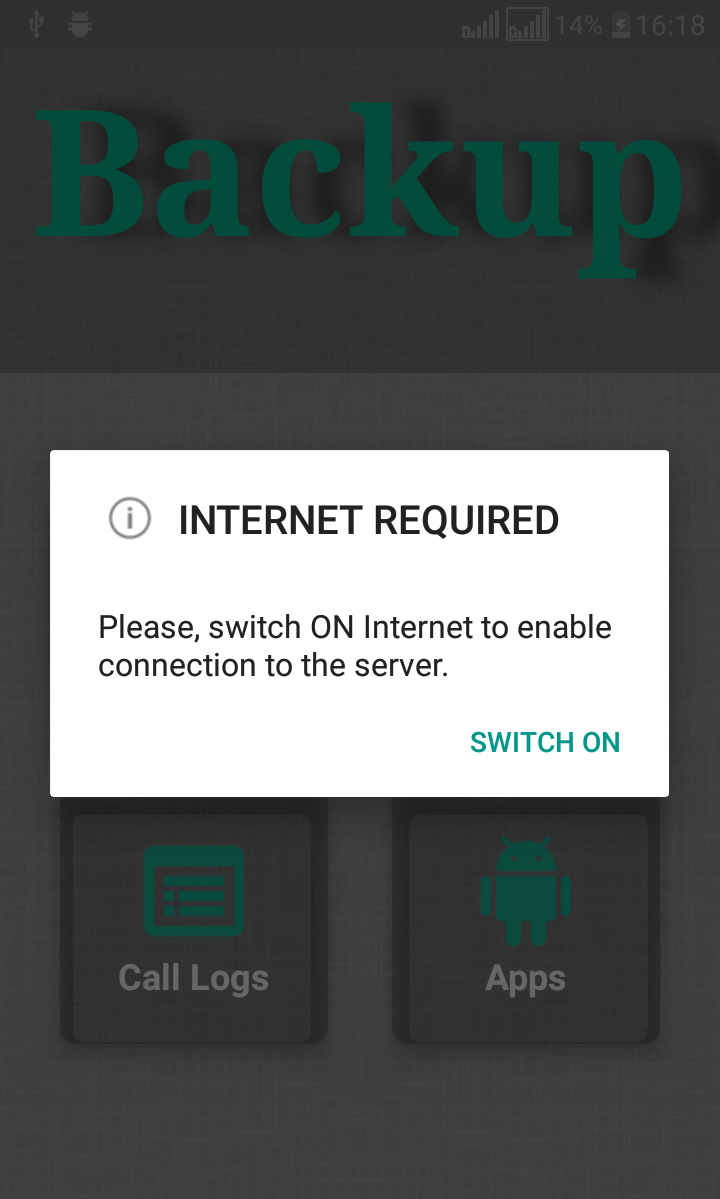 14% 16:18
Backup
INTERNET REQUIRED
Please, switch ON Internet to enable
connection to the server.
SWITCH ON
Call Logs Apps